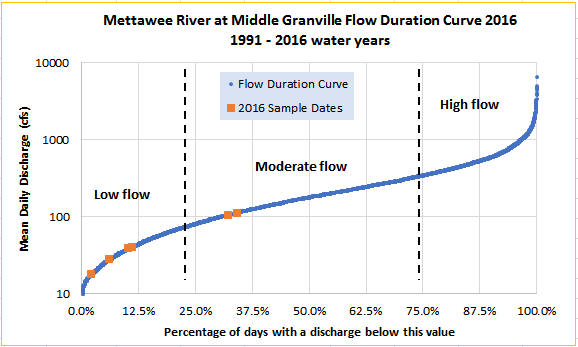 Mettawee River at Middle Granville Flow Duration Curve 2016
1991 - 2016 water years
Mean Daily Discharge (cfs)
10000
1000
100
10
Flow Duration Curve
2016 Sample Dates
High flow
Moderate flow
Low flow
0.0% 12.5% 25.0% 37.5% 50.0% 62.5% 75.0% 87.5% 100.0%
Percentage of days with a discharge below this value